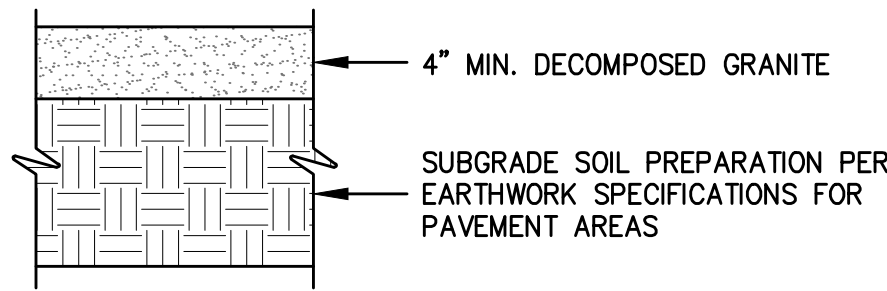 4” MIN. DECOMPOSED GRANITE
SUBGRADE SOIL PREPARATION PER
EARTHWORK SPECIFICATIONS FOR
PAVEMENT AREAS